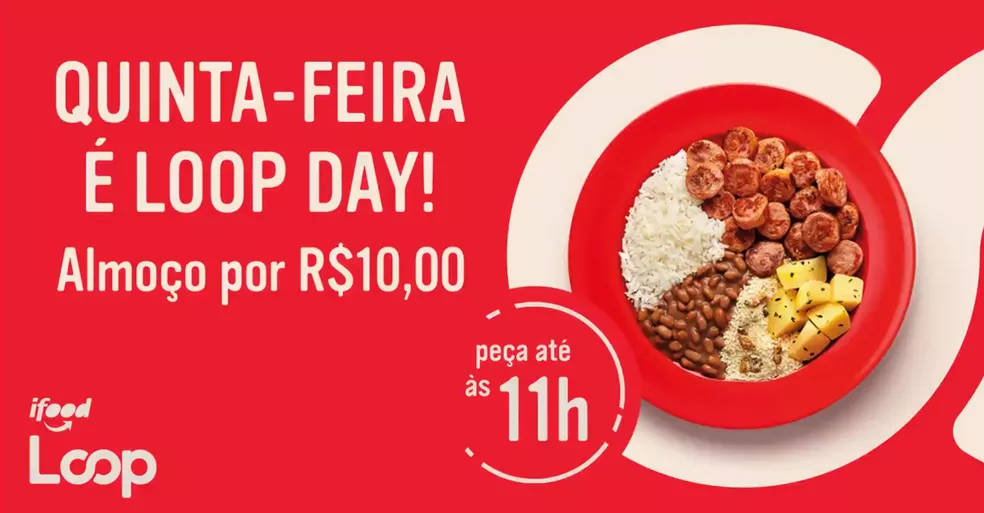 QUINTA-FEIRA
É LOOP DAY!
Almoço por R$10,00
peça até
às 11h
ifood
Loop